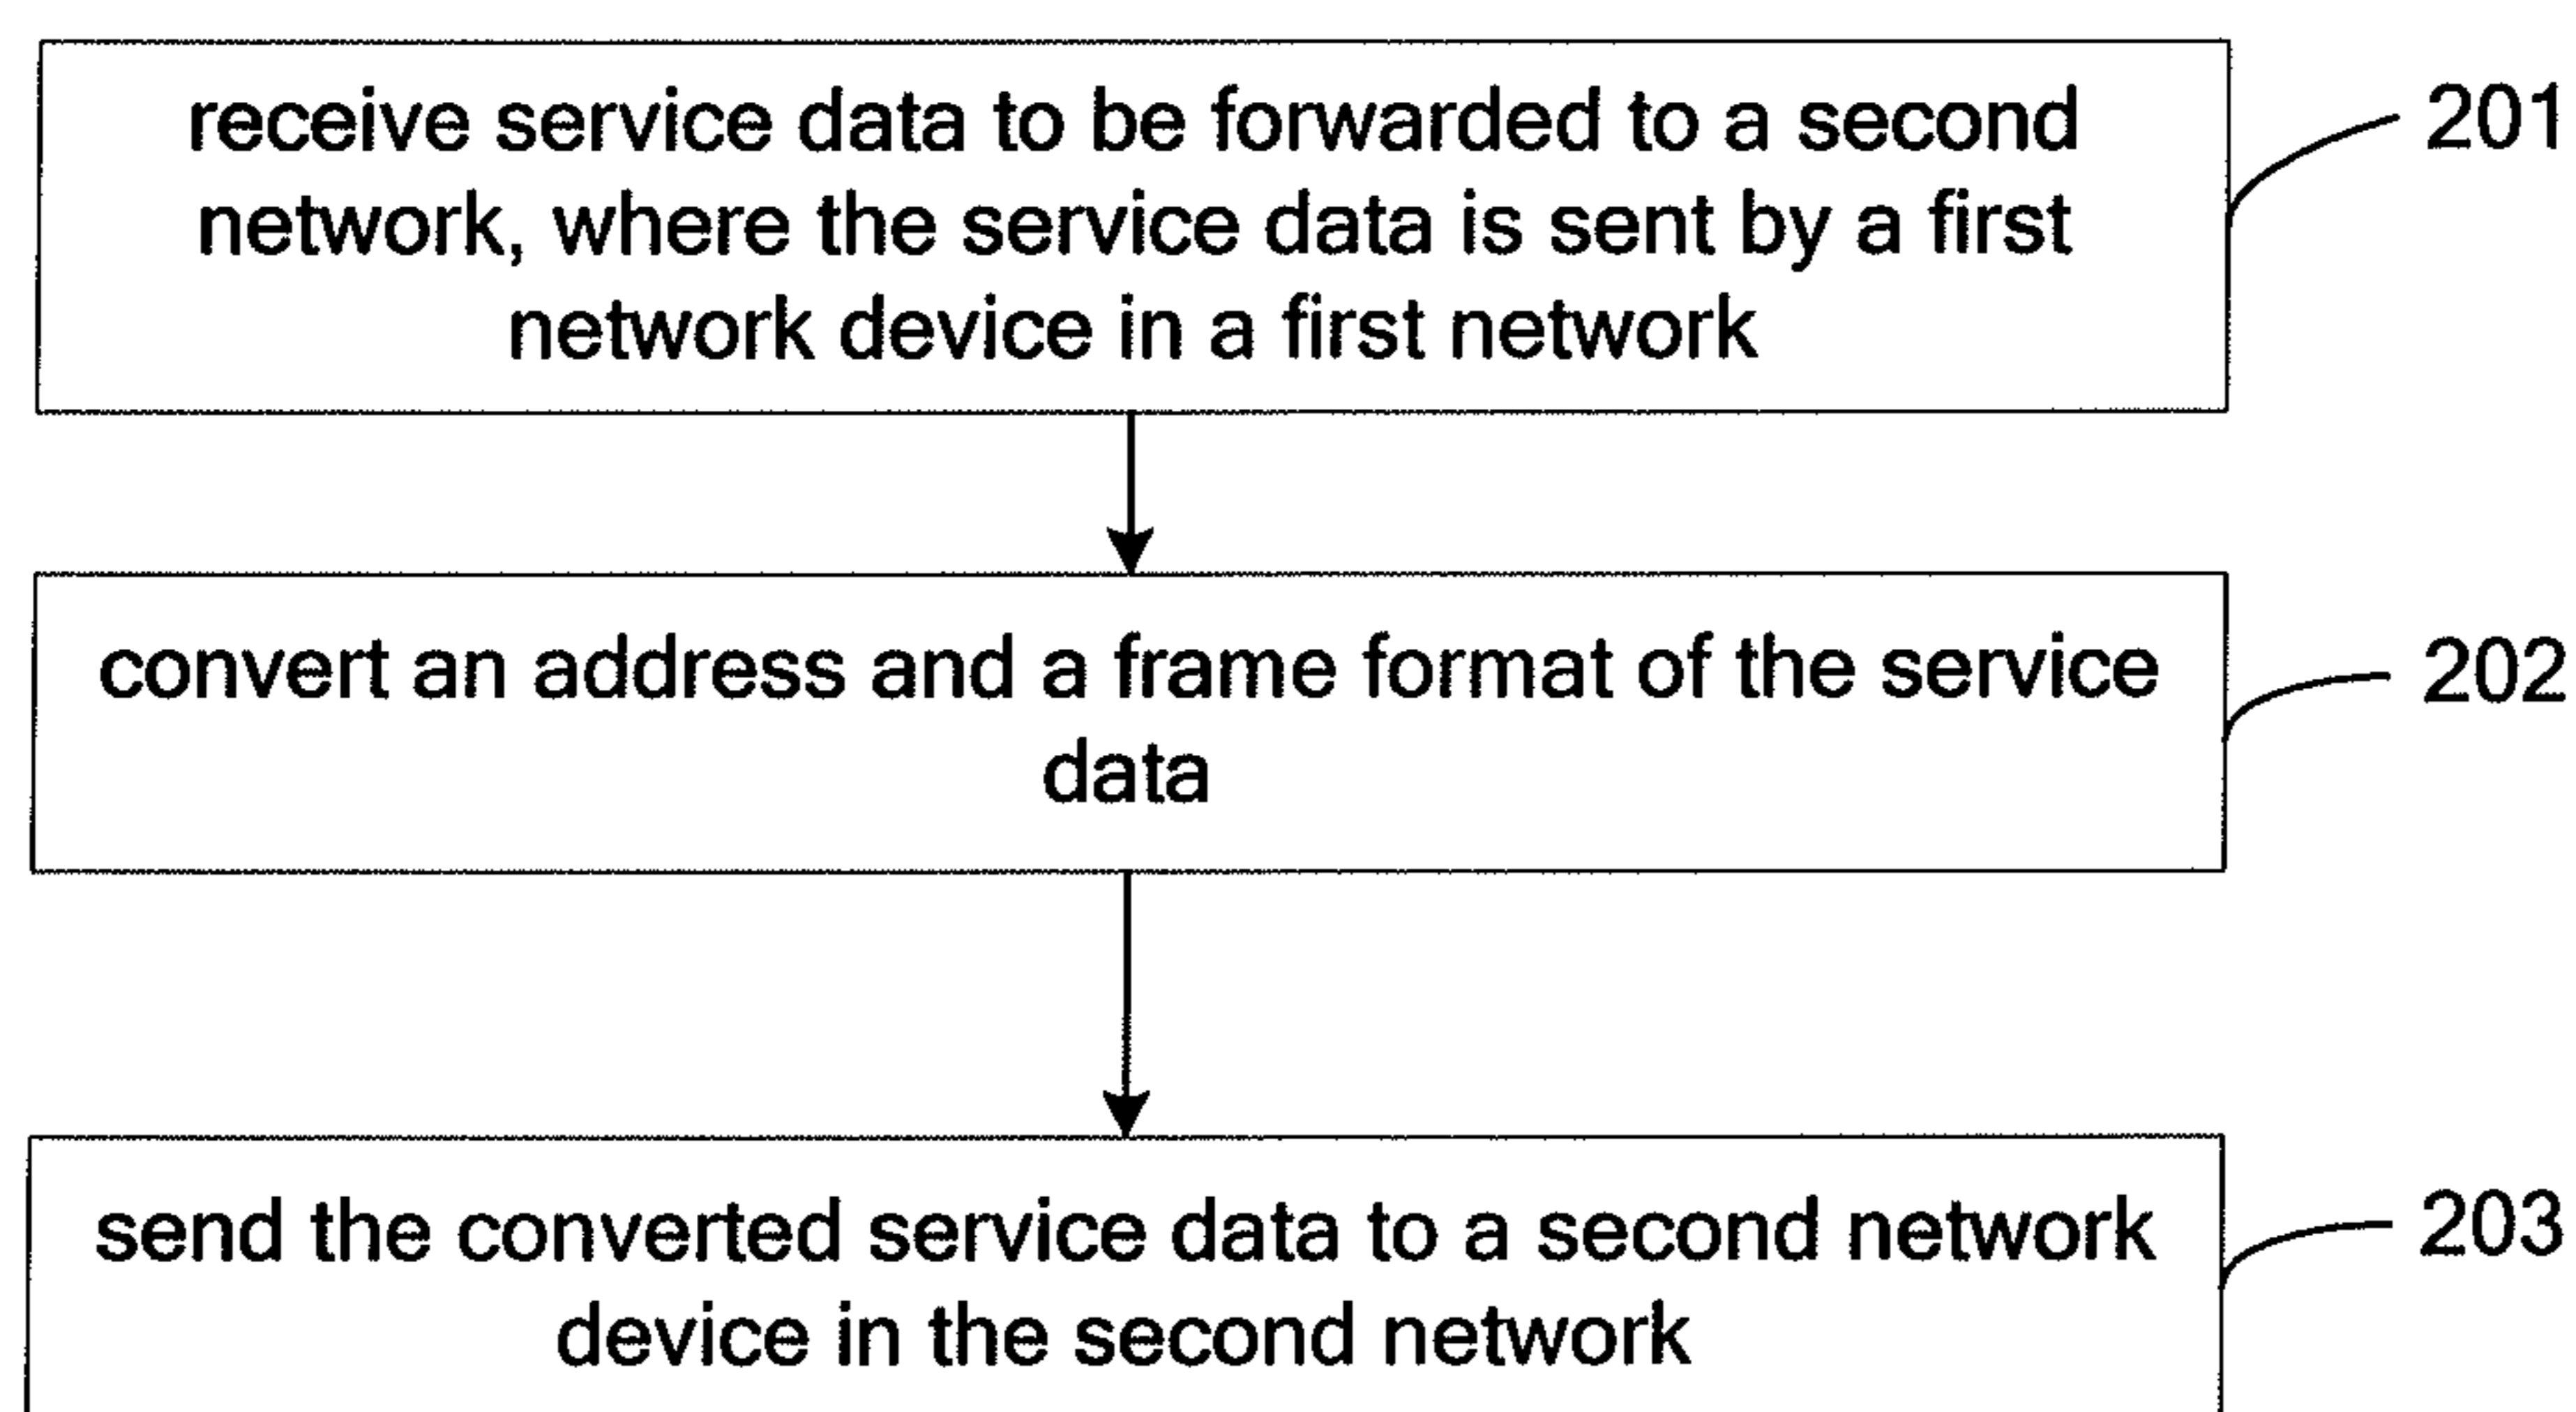 receive service data to be forwarded to a second
201
network, where the service data is sent by a first
network device in a first network
convert an address and a frame format of the service
202
data
send the converted service data to a second network
203
device in the second network